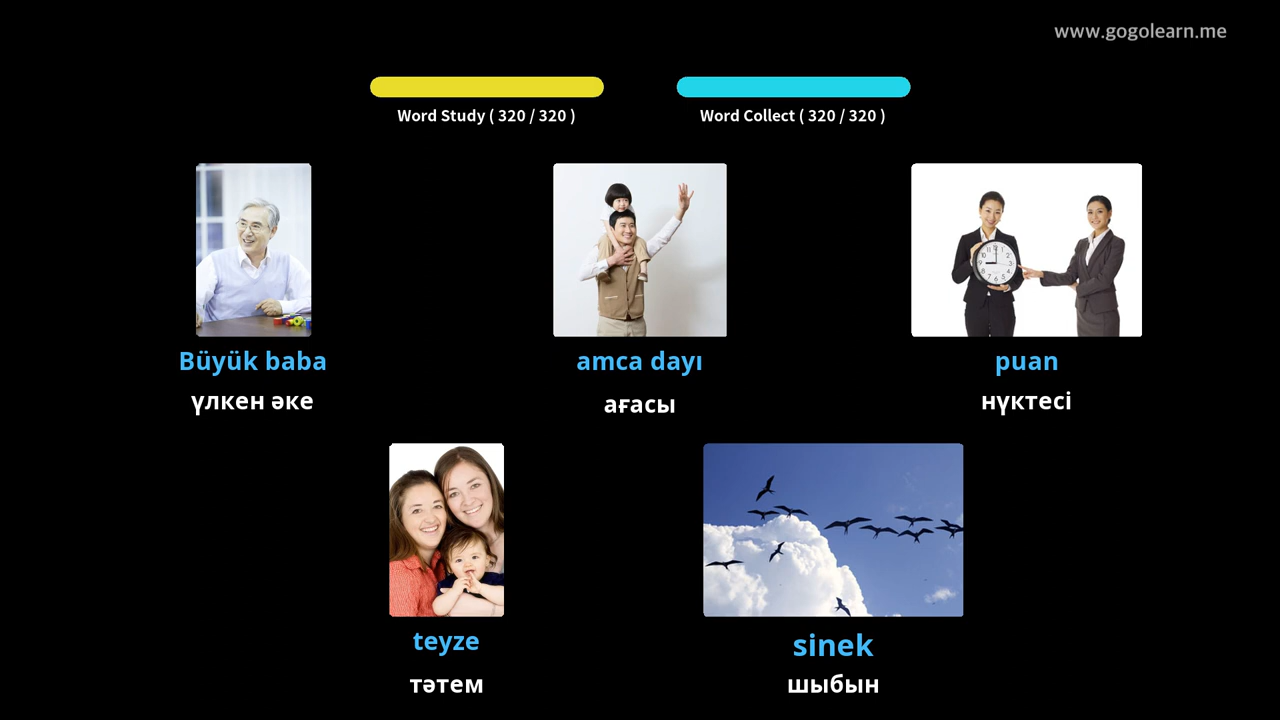 www.gogolearn.me
Word Study ( 320 / 320 )
Word Collect ( 320 / 320 )
Büyük baba
үлкен әке
amca dayı
ағасы
puan
нүктесі
teyze
тәтем
sinek
шыбын